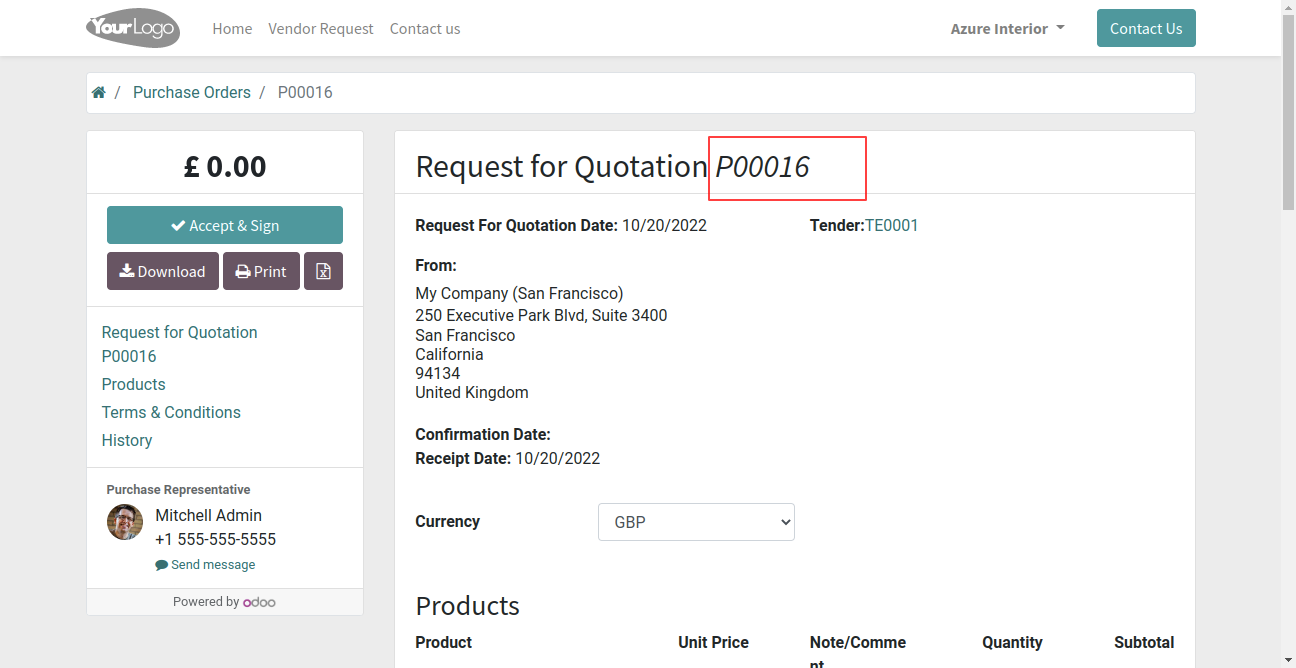 YourLogo
Home Vendor Request Contact us
Azure Interior
Contact Us
/ Purchase Orders / P00016
£ 0.00
Accept & Sign
Download Print
Request for Quotation
P00016
Products
Terms & Conditions
History
Purchase Representative
Mitchell Admin
+1 555-555-5555
Send message
Powered by odoo
Request for Quotation P00016
Request For Quotation Date: 10/20/2022
Tender:TE0001
From:
My Company (San Francisco)
250 Executive Park Blvd, Suite 3400
San Francisco
California
94134
United Kingdom
Confirmation Date:
Receipt Date: 10/20/2022
Currency GBP
Products
Product Unit Price Note/Comme Quantity Subtotal
nt